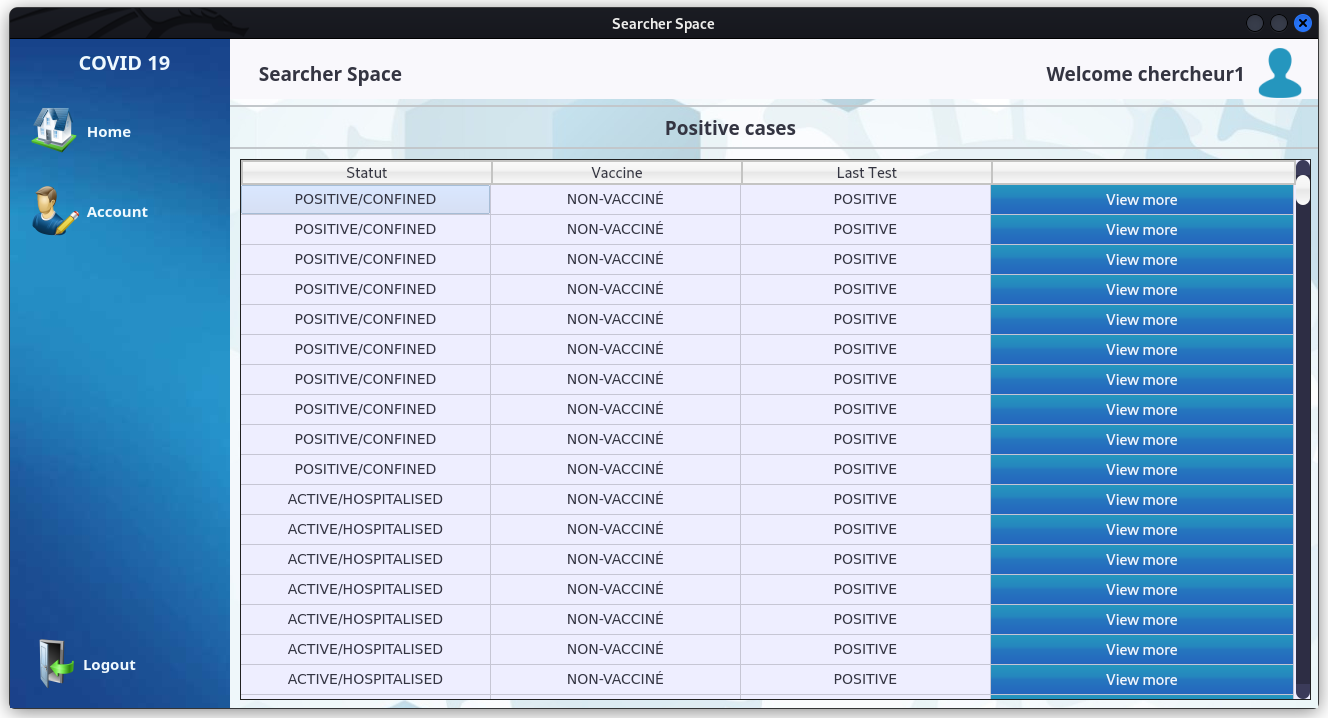 Searcher Space
COVID 19
Searcher Space
Welcome chercheur1
Home
Account
Logout
Positive cases
Statut Vaccine Last Test
POSITIVE/CONFINED NON-VACCINÉ POSITIVE View more
POSITIVE/CONFINED NON-VACCINÉ POSITIVE View more
POSITIVE/CONFINED NON-VACCINÉ POSITIVE View more
POSITIVE/CONFINED NON-VACCINÉ POSITIVE View more
POSITIVE/CONFINED NON-VACCINÉ POSITIVE View more
POSITIVE/CONFINED NON-VACCINÉ POSITIVE View more
POSITIVE/CONFINED NON-VACCINÉ POSITIVE View more
POSITIVE/CONFINED NON-VACCINÉ POSITIVE View more
POSITIVE/CONFINED NON-VACCINÉ POSITIVE View more
POSITIVE/CONFINED NON-VACCINÉ POSITIVE View more
ACTIVE/HOSPITALISED NON-VACCINÉ POSITIVE View more
ACTIVE/HOSPITALISED NON-VACCINÉ POSITIVE View more
ACTIVE/HOSPITALISED NON-VACCINÉ POSITIVE View more
ACTIVE/HOSPITALISED NON-VACCINÉ POSITIVE View more
ACTIVE/HOSPITALISED NON-VACCINÉ POSITIVE View more
ACTIVE/HOSPITALISED NON-VACCINÉ POSITIVE View more
ACTIVE/HOSPITALISED NON-VACCINÉ POSITIVE View more